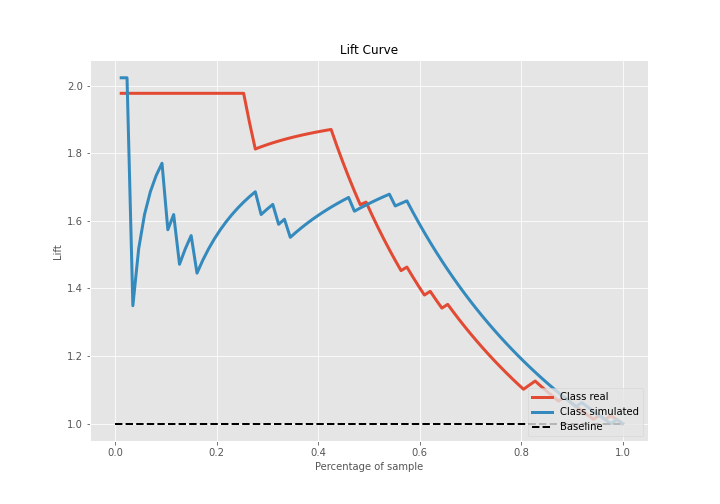 Lift Curve
2.0
1.8
1.6
1.4
1.2
1.0
Lift
0.0
0.2
0.4
0.6
0.8
1.0
Percentage of sample
Class real
Class simulated
Baseline